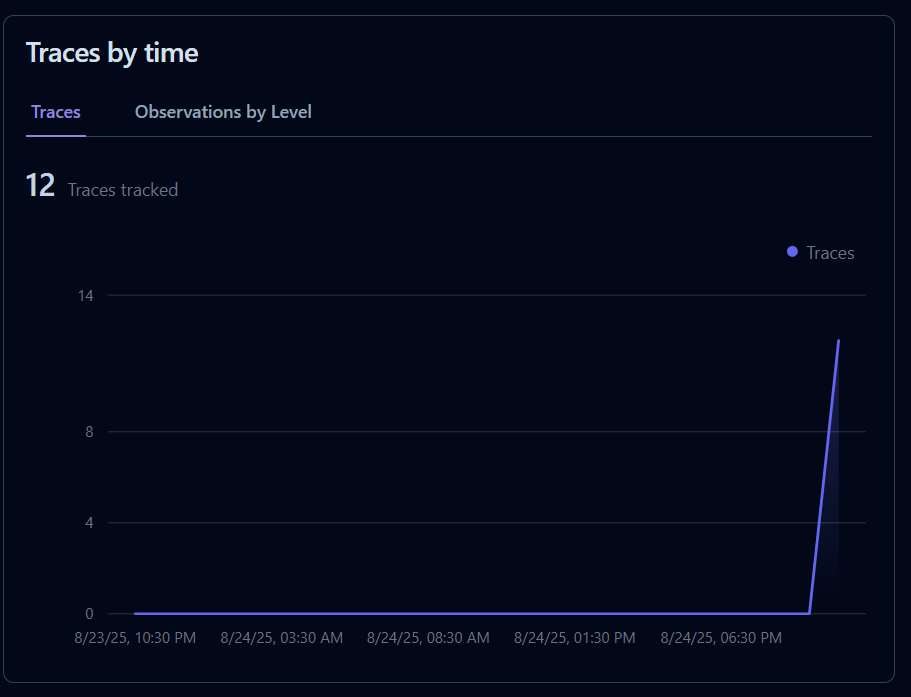 Traces by time
Traces Observations by Level
12 Traces tracked
Traces
14
8
4
0
8/23/25, 10:30 PM 8/24/25, 03:30 AM 8/24/25, 08:30 AM 8/24/25, 01:30 PM 8/24/25, 06:30 PM